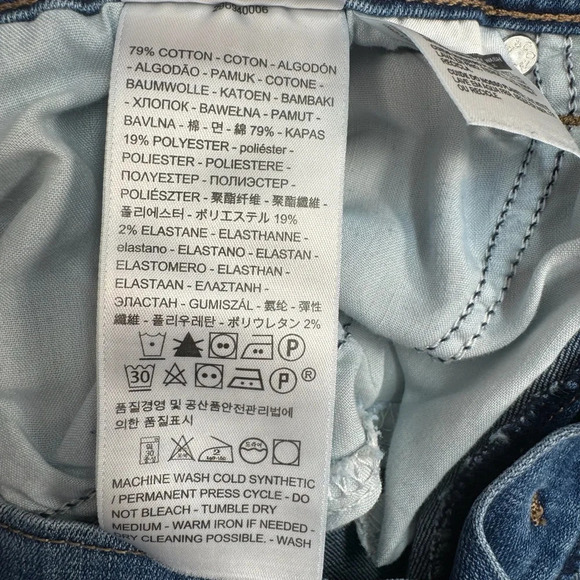 79% COTTON - COTON - ALGODÓN
- ALGODÃO - PAMUK - COTONE -
BAUMWOLLE - KATOEN - BAMBAKI
- ХЛОПОК - BAWEŁNA - PAMUT -
BAVLNA - 棉 - 면 - 綿 79% - KAPAS
19% POLYESTER - poliéster -
POLIESTER - POLIESTERE -
ΠΟΛΥΕΣΤΕΡ - ПОЛИЭСТЕР -
POLIÉSZTER - 聚酯纤维 - 聚酯纖維 -
폴리에스터 - ポリエステル 19%
2% ELASTANE - ELASTHANNE -
elastano - ELASTANO - ELASTAN -
ELASTOMERO - ELASTHAN -
ELASTAAN - ΕΛΑΣΤΑΝΗ -
ЭЛАСТАН - GUMISZÁL - 氨纶 - 彈性
纖維 - 폴리우레탄 - ポリウレタン 2%
P
30 P ®
품질경영 및 공산품안전관리법에
의한 품질표시
MACHINE WASH COLD SYNTHETIC
/ PERMANENT PRESS CYCLE - DO
NOT BLEACH - TUMBLE DRY
MEDIUM - WARM IRON IF NEEDED -
CLEANING POSSIBLE. - WASH